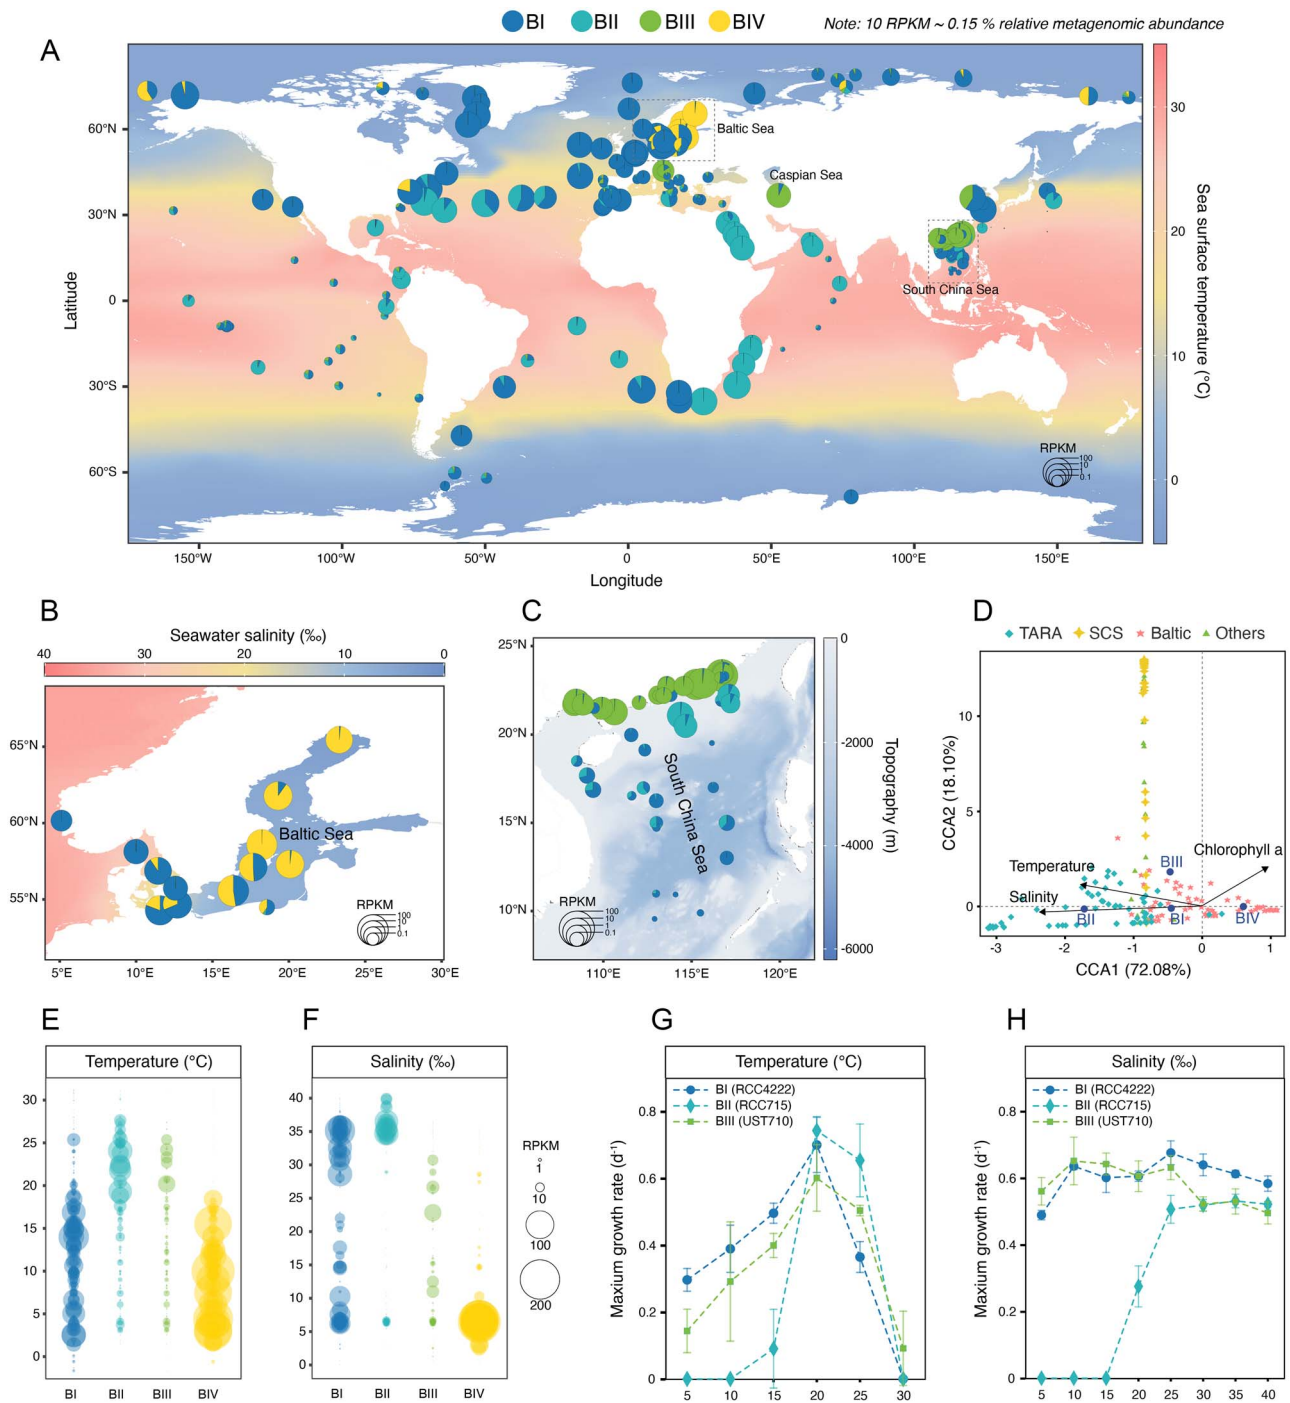 BI BII BIII BIV
Note: 10 RPKM ~ 0.15 % relative metagenomic abundance
A
60°N
30°N
0
30°S
60°S
Latitude
Baltic Sea
Caspian Sea
South China Sea
RPKM
100
10
1
0.1
150°W 100°W 50°W 0 50°E 100°E 150°E
Longitude
30
20
10
0
Sea surface temperature (°C)
B
Seawater salinity (‰)
40 30 20 10 0
65°N
60°N
55°N
Baltic Sea
RPKM
100
10
1
0.1
5°E 10°E 15°E 20°E 25°E 30°E
C
25°N
20°N
15°N
10°N
South China Sea
RPKM
100
10
1
0.1
110°E 115°E 120°E
0
-2000
-4000
-6000
Topography (m)
D
TARA SCS Baltic Others
CCA2 (18.10%)
10
5
0
Temperature
Salinity
Chlorophyll a
BIII
BII
BI
BIV
-3 -2 -1 0 1
CCA1 (72.08%)
E
Temperature (°C)
30
25
20
15
10
5
0
BI BII BIII BIV
F
Salinity (‰)
40
35
30
25
20
15
10
5
0
BI BII BIII BIV
RPKM
1
10
100
200
G
Temperature (°C)
BI (RCC4222)
BII (RCC715)
BIII (UST710)
Maxium growth rate (d⁻¹)
0.8
0.6
0.4
0.2
0
5 10 15 20 25 30
H
Salinity (‰)
BI (RCC4222)
BII (RCC715)
BIII (UST710)
Maxium growth rate (d⁻¹)
0.8
0.6
0.4
0.2
0
5 10 15 20 25 30 35 40